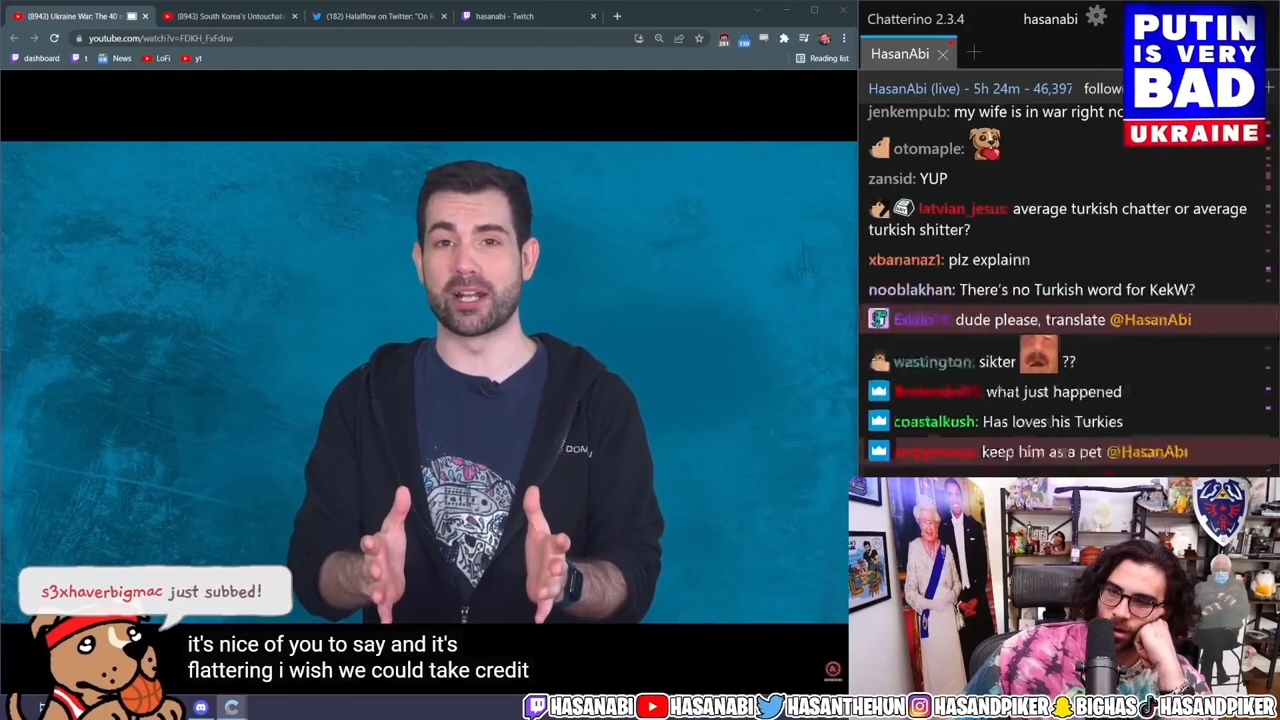 (8943) Ukraine War: The 40
(8943) South Korea's Untouchab
(182) Halalflow on Twitter: "On R
hasanabi - Twitch
youtube.com/watch?v=FDKH_FxFdrw
281
130
dashboard
t
News
LoFi
yt
Reading list
DOM
s3xhaverbigmac just subbed!
it's nice of you to say and it's
flattering i wish we could take credit
Chatterino 2.3.4
hasanabi
HasanAbi
HasanAbi (live) - 5h 24m - 46,397 follow
PUTIN
IS VERY
BAD
UKRAINE
jenkempub: my wife is in war right no
otomaple:
zansid: YUP
latvian_jesus: average turkish chatter or average
turkish shitter?
xbananaz1: plz explainn
nooblakhan: There's no Turkish word for KekW?
dude please, translate @HasanAbi
wastington: sikter ??
what just happened
coastalkush: Has loves his Turkies
keep him as a pet @HasanAbi
HASANABI HASANABI HASANTHEHUN HASANDPIKER BIGHAS HASANDPIKER